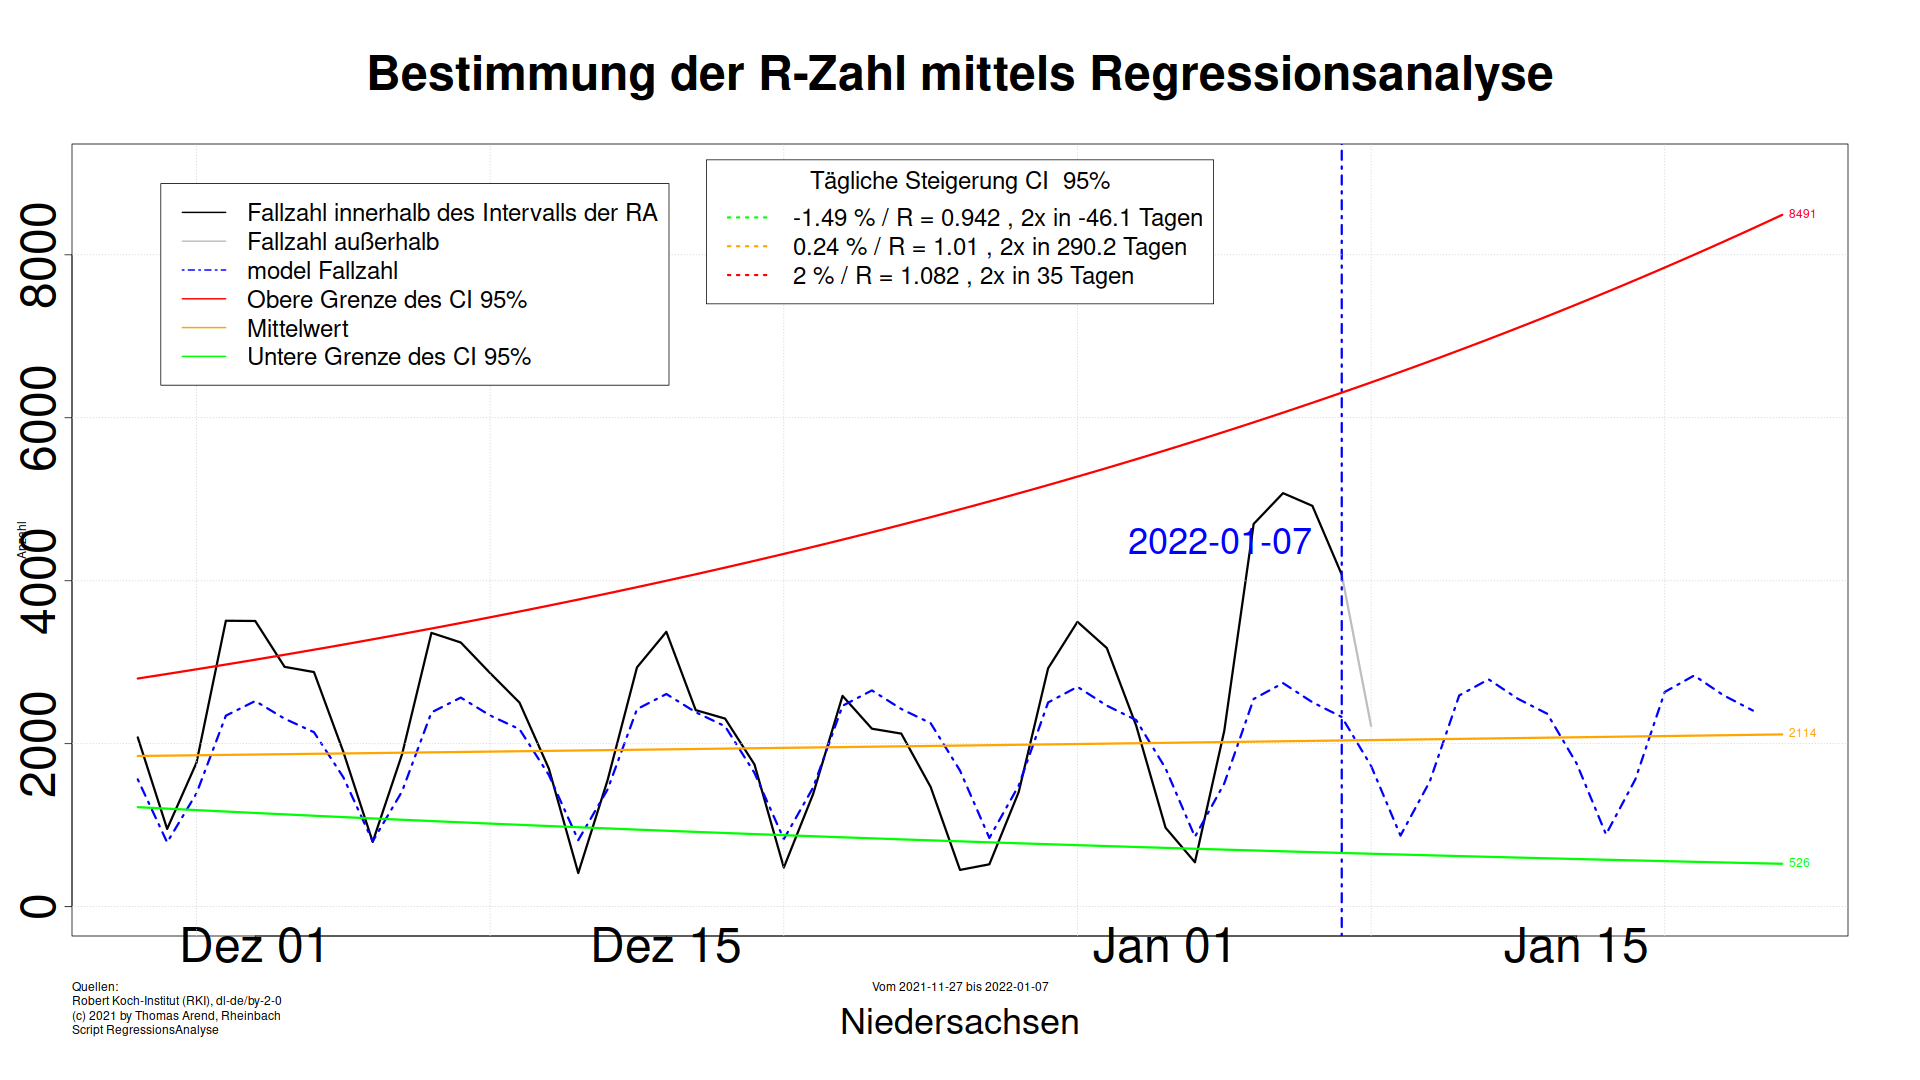 Bestimmung der R-Zahl mittels Regressionsanalyse
Fallzahl innerhalb des Intervalls der RA
Fallzahl außerhalb
model Fallzahl
Obere Grenze des CI 95%
Mittelwert
Untere Grenze des CI 95%
Tägliche Steigerung CI  95%
-1.49 % / R = 0.942 , 2x in -46.1 Tagen
0.24 % / R = 1.01 , 2x in 290.2 Tagen
2 % / R = 1.082 , 2x in 35 Tagen
8000
6000
4000
2000
0
Anzahl
2022-01-07
8491
2114
526
Dez 01
Dez 15
Jan 01
Jan 15
Quellen:
Robert Koch-Institut (RKI), dl-de/by-2-0
(c) 2021 by Thomas Arend, Rheinbach
Script RegressionsAnalyse
Vom 2021-11-27 bis 2022-01-07
Niedersachsen